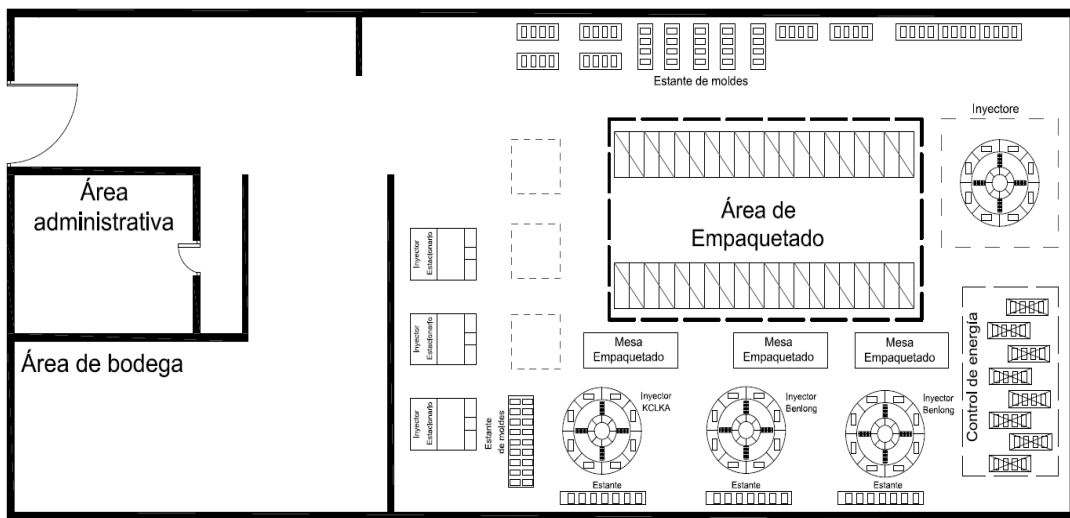 Estante de moldes
Inyectore
Área
administrativa
Área de
Empaquetado
Inyector
Estacionario
Inyector
Estacionario
Inyector
Estacionario
Control de energía
Mesa
Empaquetado
Mesa
Empaquetado
Mesa
Empaquetado
Área de bodega
Estante
de moldes
Inyector
KCLKA
Inyector
Benlong
Inyector
Benlong
Estante
Estante
Estante